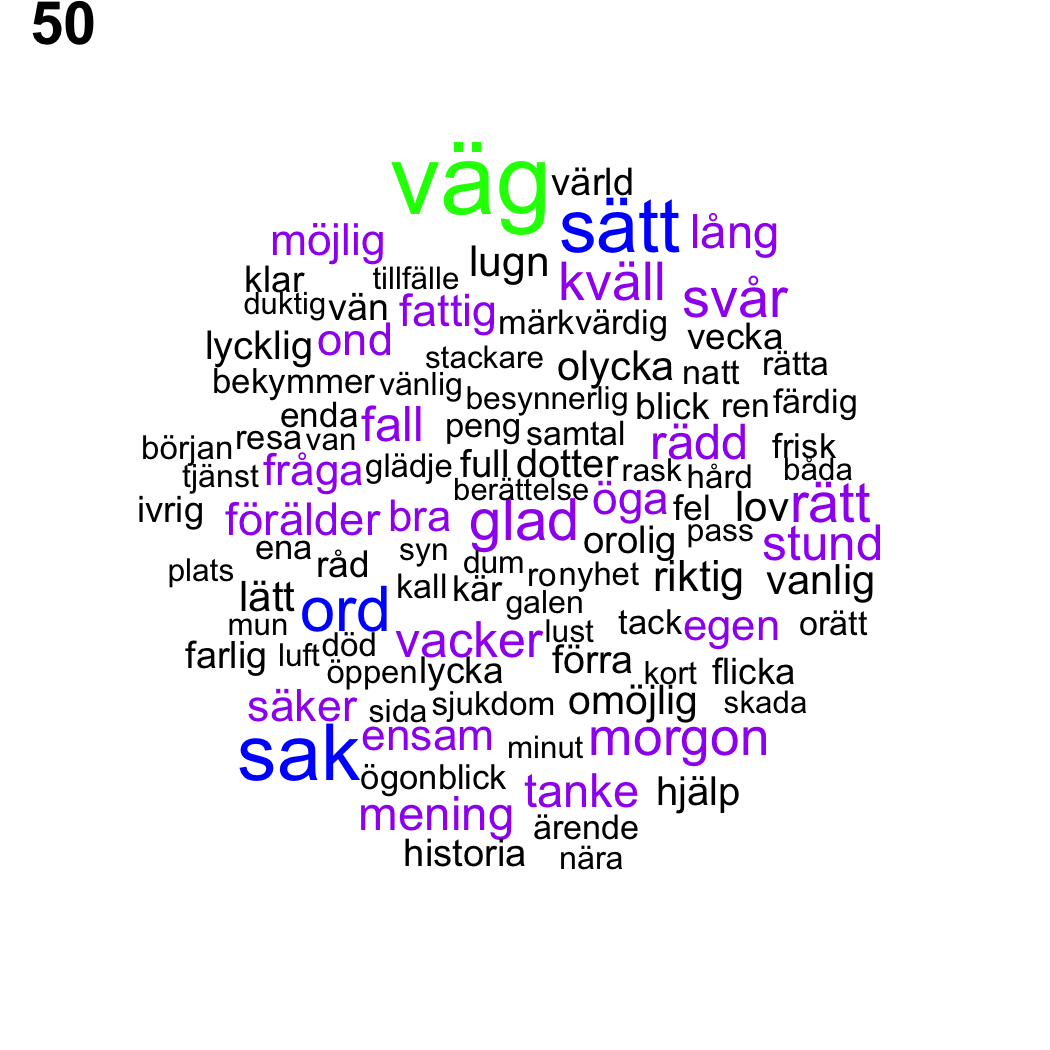 50
väg värld
sätt lång
möjlig lugn
klar tillfälle kväll svår
duktig vän fattig märkvärdig
lycklig ond vecka
stackare olycka natt rätta
bekymmer vänlig besynnerlig blick ren färdig
enda fall peng samtal rädd frisk
början resa van
tjänst fråga glädje full dotter rask hård båda
berättelse öga
ivrig förälder bra glad fel lov rätt
orolig pass stund
ena råd syn dum
plats ro nyhet riktig vanlig
lätt ord kall kär galen
mun vacker lust tack egen orätt
farlig luft död förra
öppen lycka kort flicka
säker sida sjukdom omöjlig skada
sak ensam minut morgon
ögonblick tanke hjälp
mening ärende
historia nära